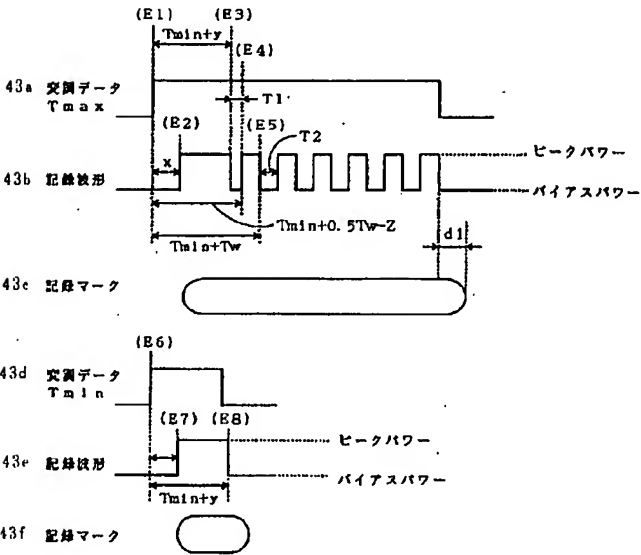 (E1) (E3)
Tmin+y
(E4)
43a 変調データ
Tmax
T1
(E2) (E5) T2
x
ピークパワー
43b 記録波形
バイアスパワー
Tmin+0.5Tw-Z
Tmin+Tw
d1
43c 記録マーク
(E6)
43d 変調データ
Tmin
(E7) (E8)
ピークパワー
43e 記録波形
バイアスパワー
Tmin+y
43f 記録マーク